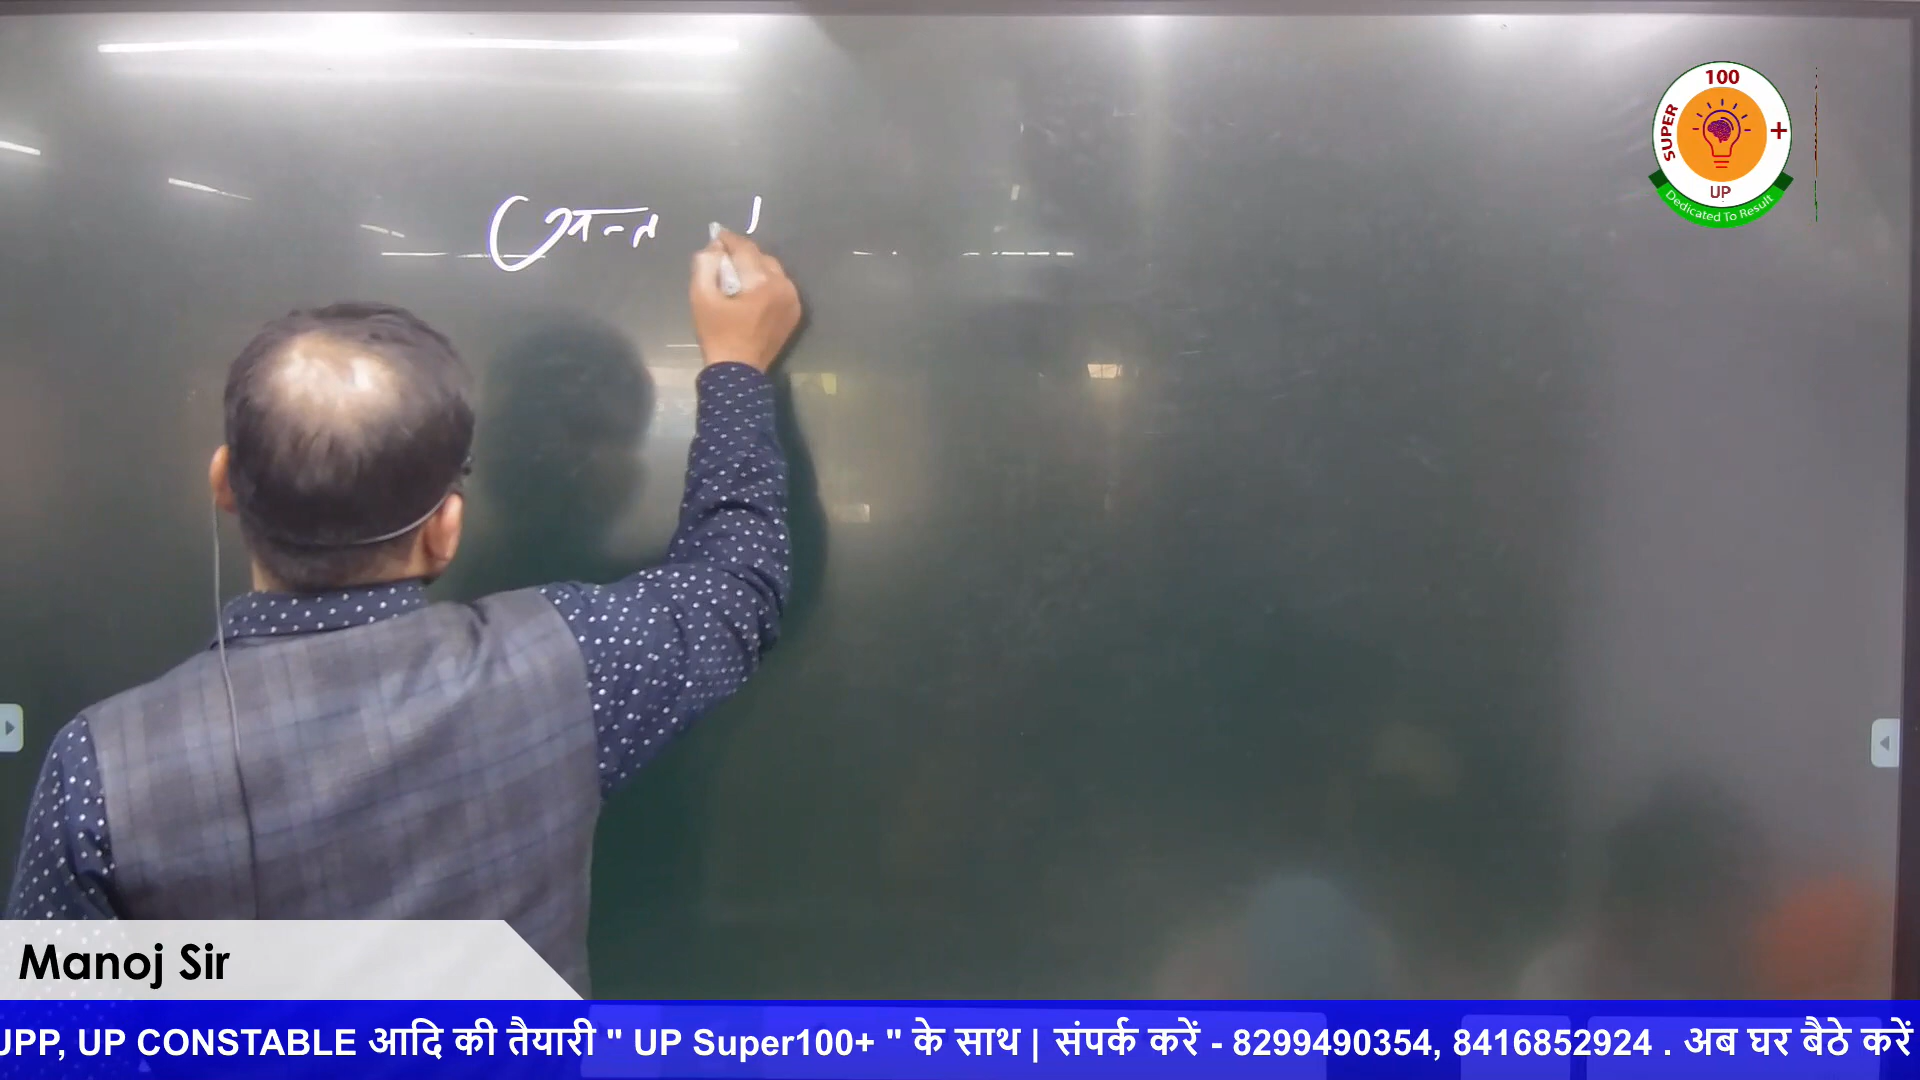 100
SUPER
+
UP
Dedicated To Result
Manoj Sir
JPP, UP CONSTABLE आदि की तैयारी " UP Super100+ " के साथ | संपर्क करें - 8299490354, 8416852924 . अब घर बैठे करें